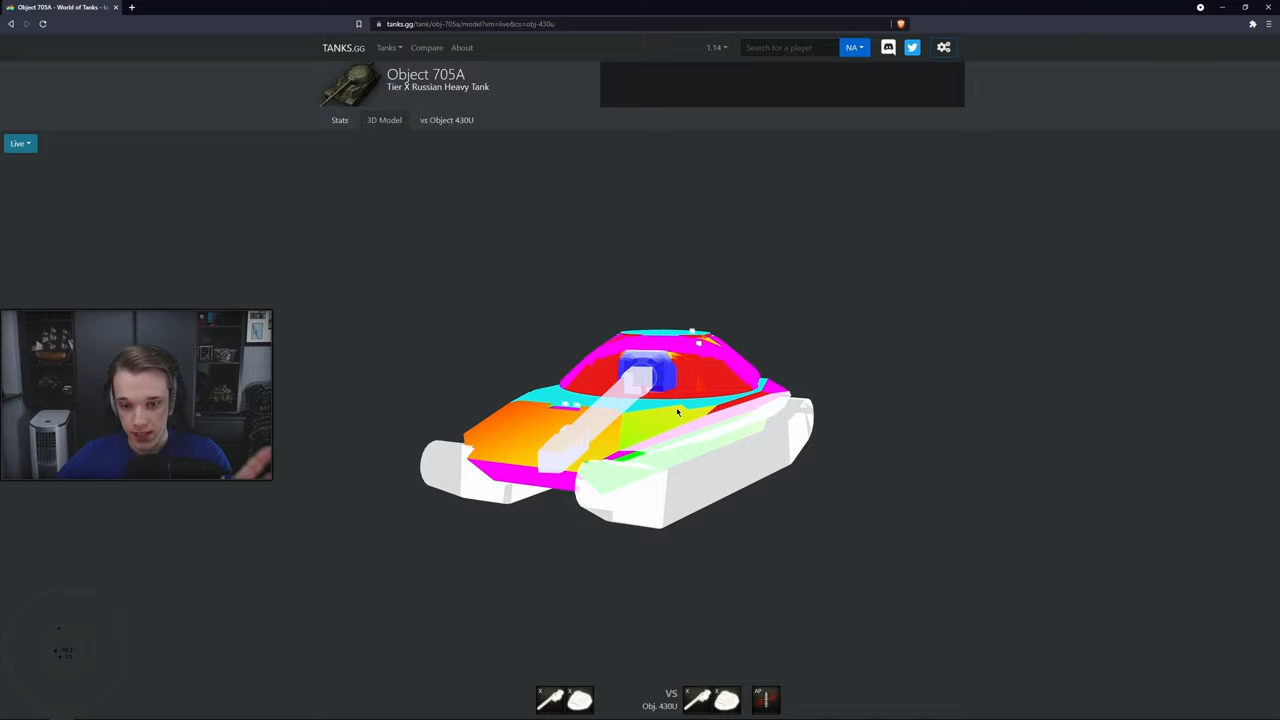 Object 705A - World of Tanks - ta
tanks.gg/tank/obj-705a/model?vm=live&cs=obj-430u
TANKS.GG
Tanks
Compare
About
1.14
Search for a player
NA
Object 705A
Tier X Russian Heavy Tank
Stats
3D Model
vs Object 430U
Live
X
X
VS
Obj. 430U
X
X
AP